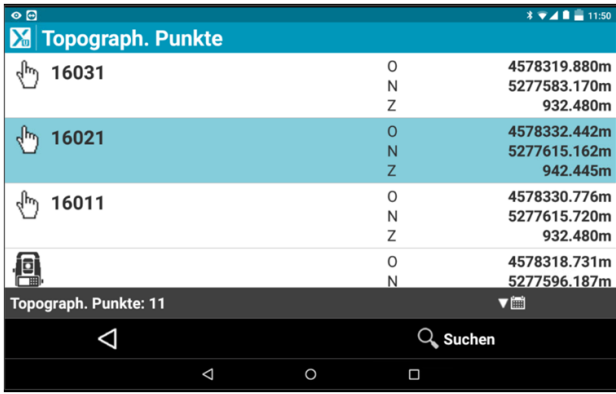 11:50
Topograph. Punkte
16031
O 4578319.880m
N 5277583.170m
Z 932.480m
16021
O 4578332.442m
N 5277615.162m
Z 942.445m
16011
O 4578330.776m
N 5277615.720m
Z 932.480m
O 4578318.731m
N 5277596.187m
Topograph. Punkte: 11
Suchen